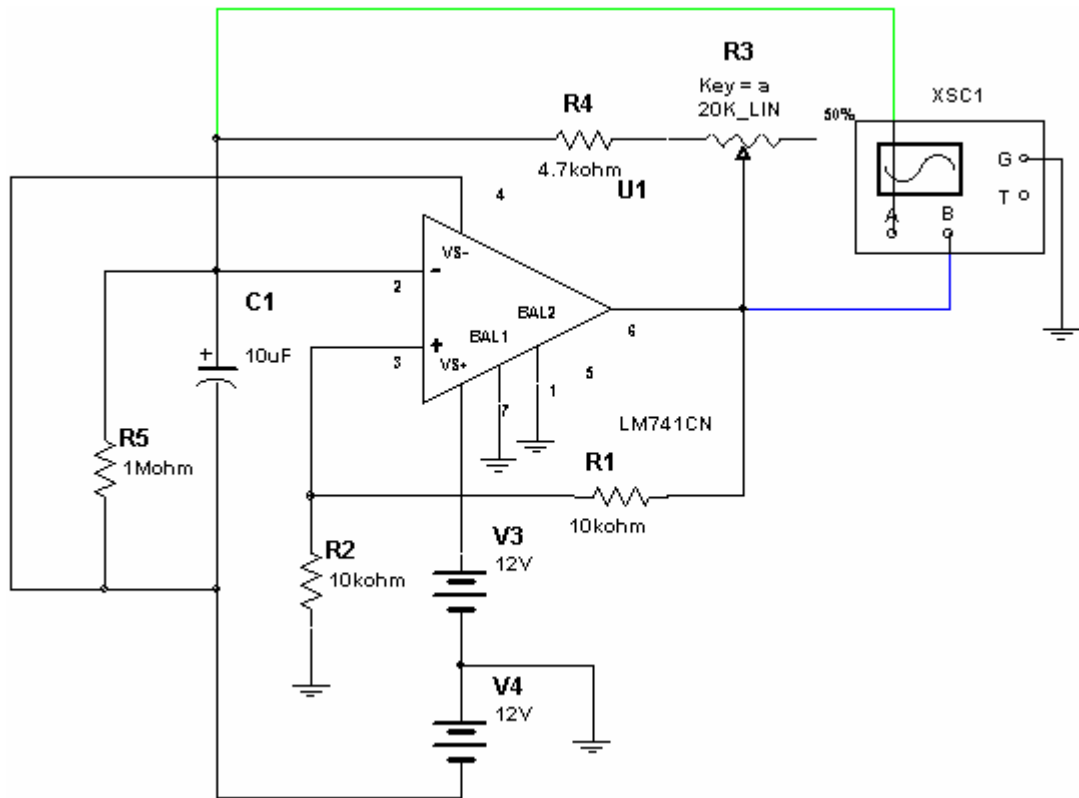 R3
Key = a
20K_LIN
50%
XSC1
R4
4.7kohm
U1
G
T
A
B
4
VS-
-
2
BAL2
6
C1
+
10uF
BAL1
+
3
VS+
5
1
7
LM741CN
R5
1Mohm
R1
10kohm
V3
12V
R2
10kohm
V4
12V